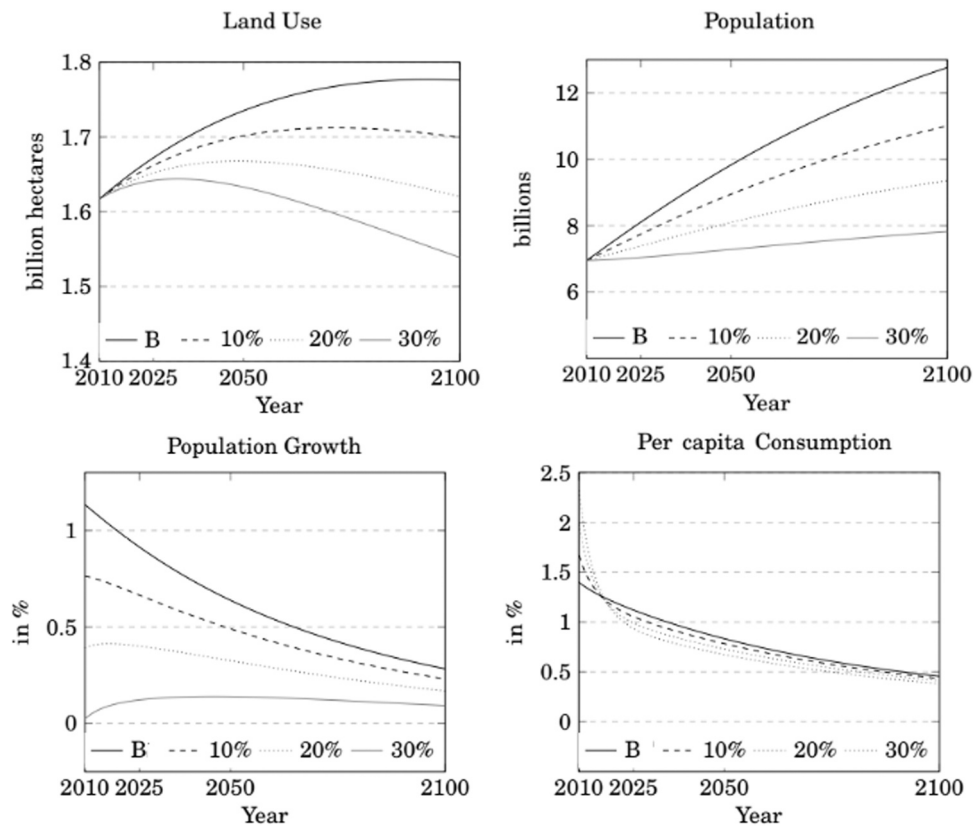 Land Use
1.8
1.7
1.6
1.5
1.4
billion hectares
B 10% 20% 30%
2010 2025 2050 2100
Year
Population
12
10
8
6
billions
B 10% 20% 30%
2010 2025 2050 2100
Year
Population Growth
1
0.5
0
in %
B 10% 20% 30%
2010 2025 2050 2100
Year
Per capita Consumption
2.5
2
1.5
1
0.5
0
in %
B 10% 20% 30%
2010 2025 2050 2100
Year